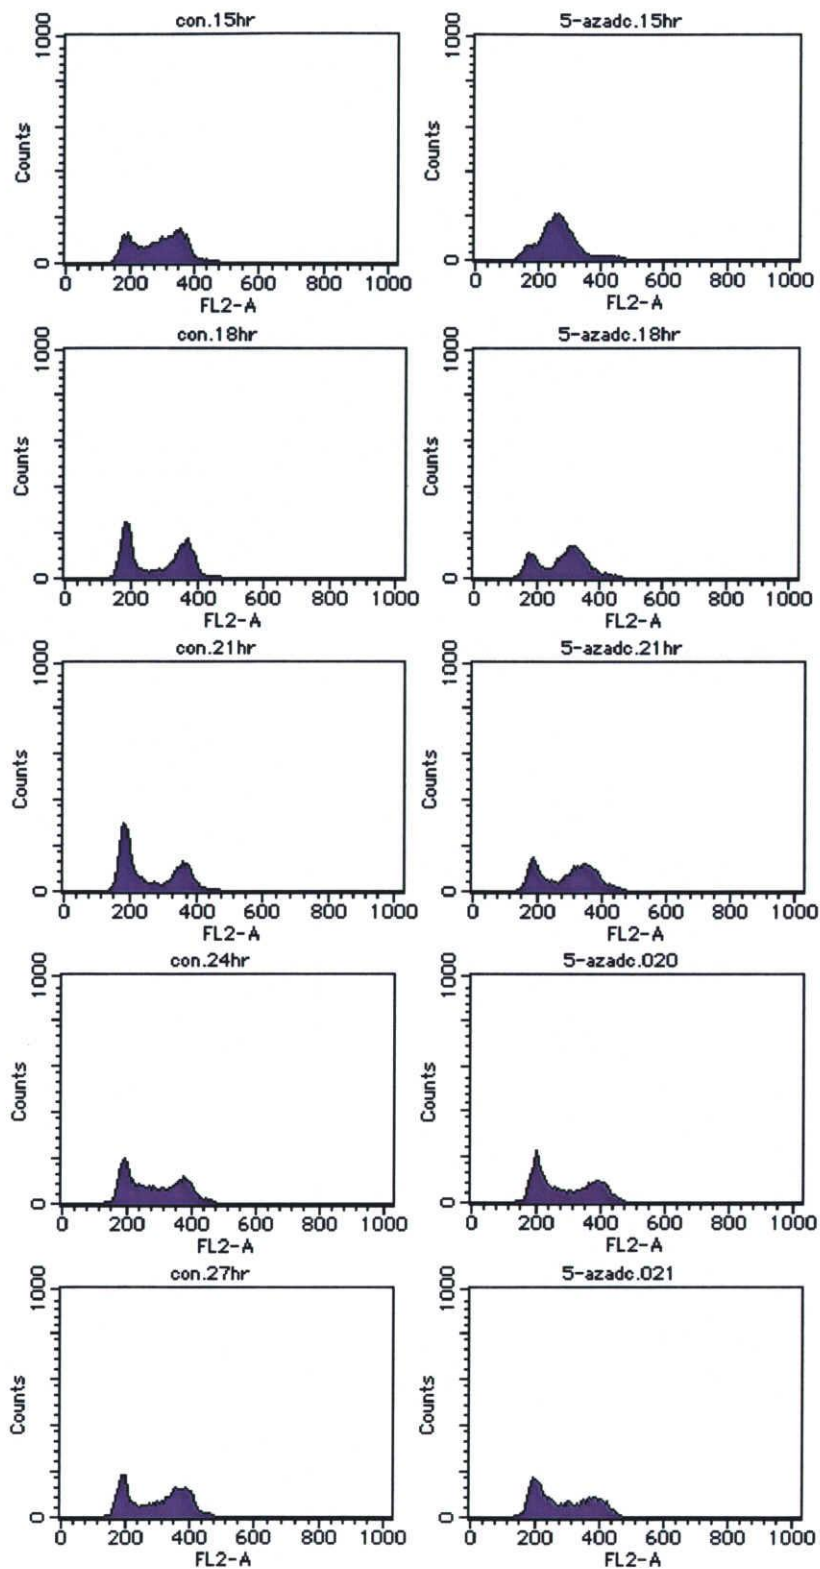 con.15hr
1000
Counts
0
0 200 400 600 800 1000
FL2-A
5-azadc.15hr
1000
Counts
0
0 200 400 600 800 1000
FL2-A
con.18hr
1000
Counts
0
0 200 400 600 800 1000
FL2-A
5-azadc.18hr
1000
Counts
0
0 200 400 600 800 1000
FL2-A
con.21hr
1000
Counts
0
0 200 400 600 800 1000
FL2-A
5-azadc.21hr
1000
Counts
0
0 200 400 600 800 1000
FL2-A
con.24hr
1000
Counts
0
0 200 400 600 800 1000
FL2-A
5-azadc.020
1000
Counts
0
0 200 400 600 800 1000
FL2-A
con.27hr
1000
Counts
0
0 200 400 600 800 1000
FL2-A
5-azadc.021
1000
Counts
0
0 200 400 600 800 1000
FL2-A